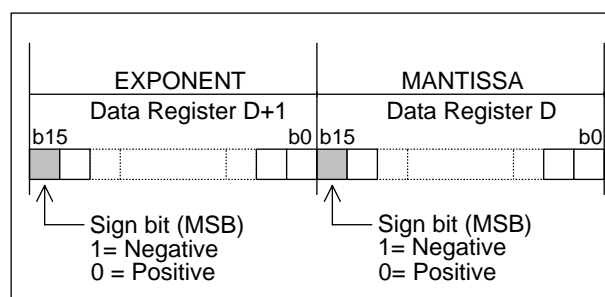 EXPONENT MANTISSA
Data Register D+1 Data Register D
b15 b0 b15 b0
Sign bit (MSB) Sign bit (MSB)
1= Negative 1= Negative
0 = Positive 0= Positive